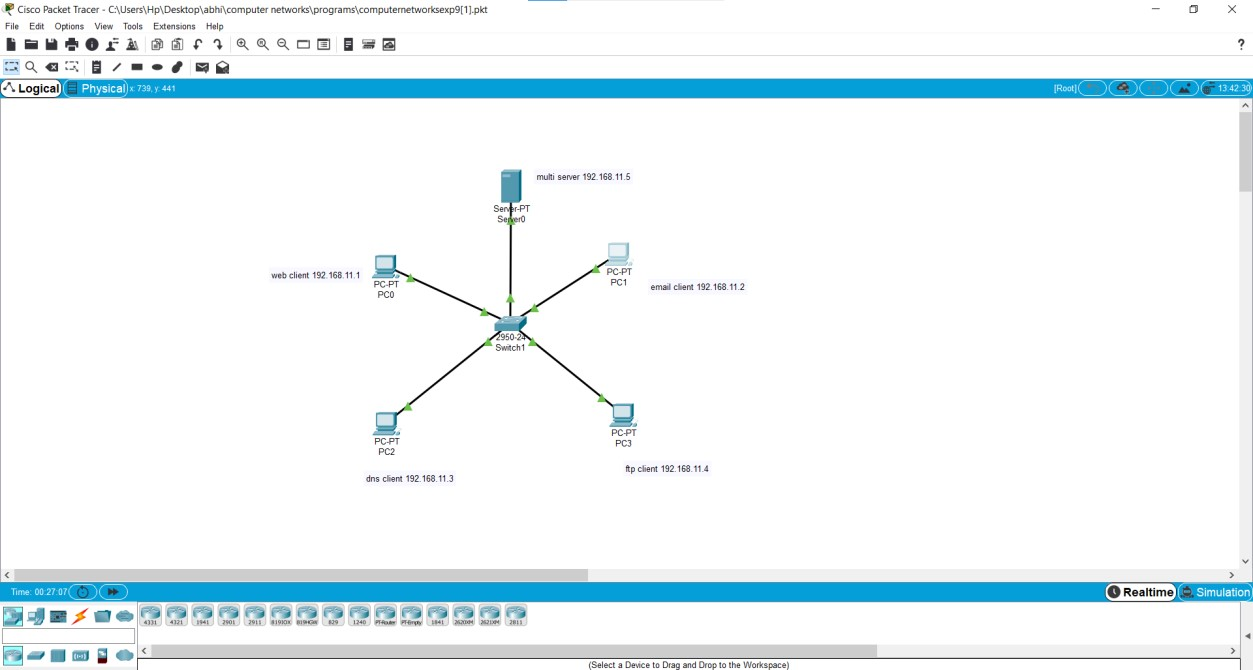 Cisco Packet Tracer - C:\Users\Hp\Desktop\abhi\computer networks\programs\computernetworksexp9[1].pkt
File Edit Options View Tools Extensions Help
?
Logical Physical x: 739, y: 441 [Root] 13:42:30
multi server 192.168.11.5
Server-PT
Server0
web client 192.168.11.1
PC-PT
PC0
PC-PT
PC1
email client 192.168.11.2
2950-24
Switch1
PC-PT
PC2
PC-PT
PC3
dns client 192.168.11.3
ftp client 192.168.11.4
Time: 00:27:07 Realtime Simulation
4331 4321 1941 2901 2911 819IOX 819HGW 829 1240 PT-Router PT-Empty 1841 2620XM 2621XM 2811
(Select a Device to Drag and Drop to the Workspace)